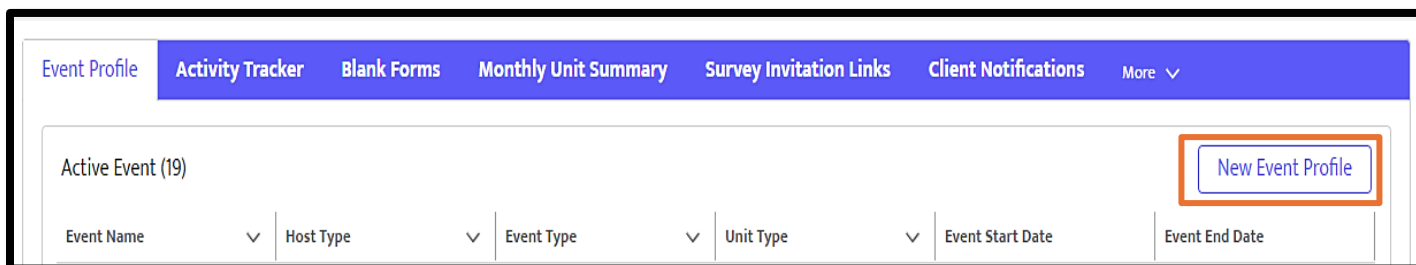 Event Profile Activity Tracker Blank Forms Monthly Unit Summary Survey Invitation Links Client Notifications More
Active Event (19) New Event Profile
Event Name Host Type Event Type Unit Type Event Start Date Event End Date